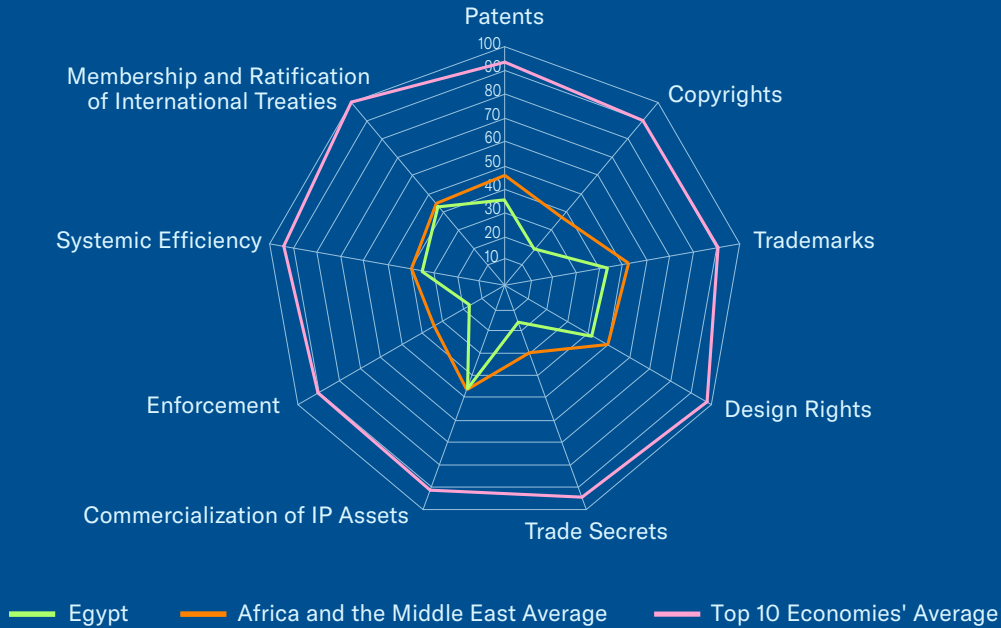 Patents
100
90
80
70
60
50
40
30
20
10
Membership and Ratification
of International Treaties
Copyrights
Systemic Efficiency
Trademarks
Enforcement
Design Rights
Commercialization of IP Assets
Trade Secrets
Egypt
Africa and the Middle East Average
Top 10 Economies' Average